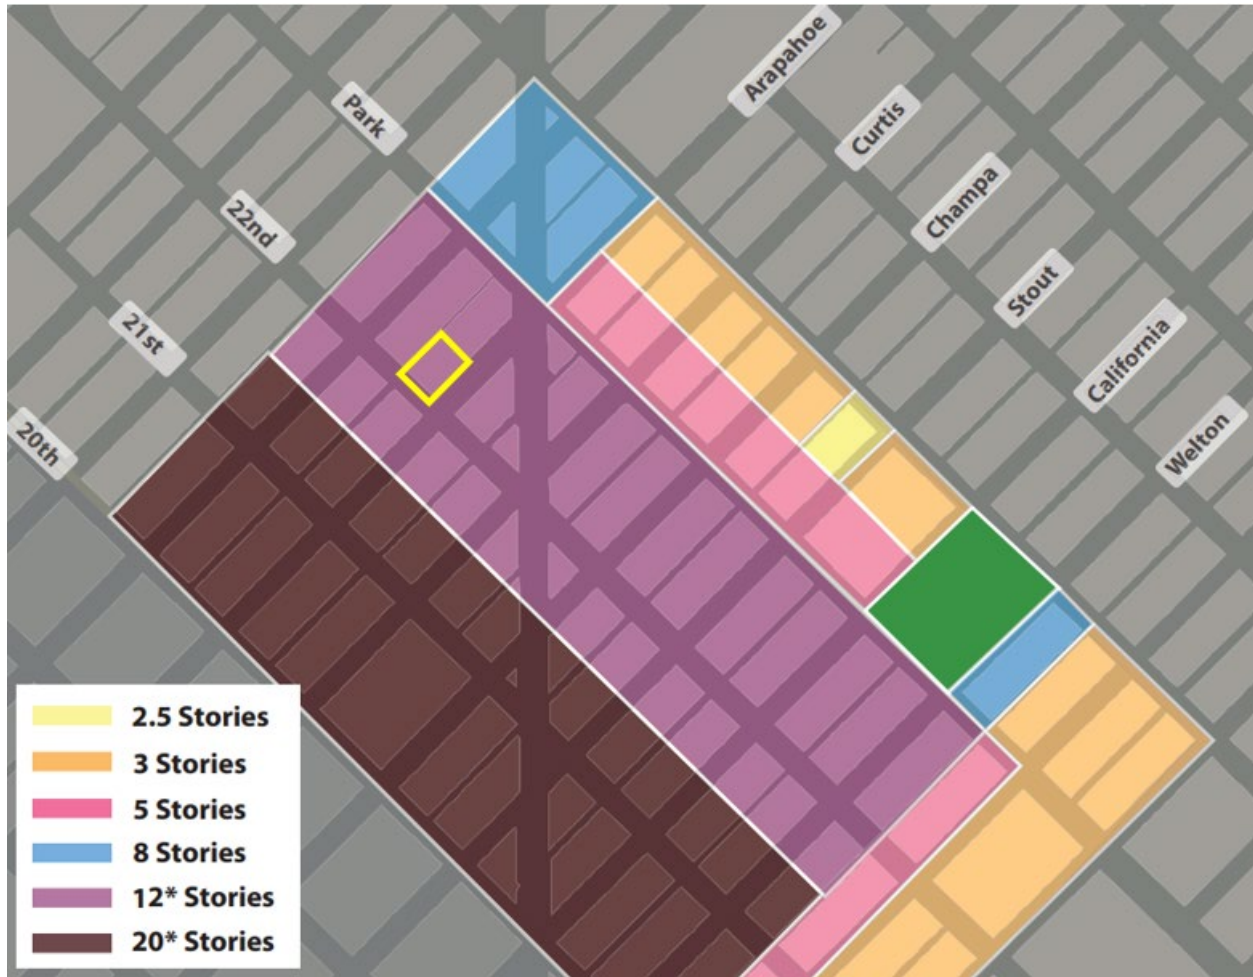 Arapahoe
Curtis
Champa
Stout
California
Welton
Park
22nd
21st
20th
2.5 Stories
3 Stories
5 Stories
8 Stories
12* Stories
20* Stories